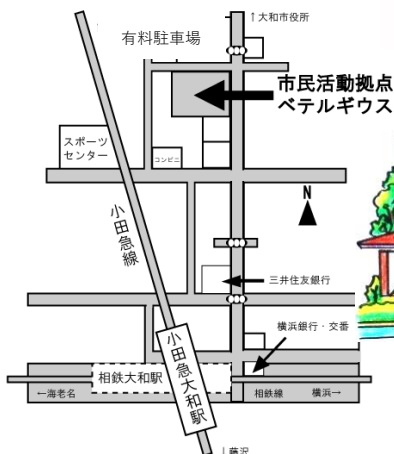 ↑大和市役所
有料駐車場
市民活動拠点
ベテルギウス
スポーツ
センター
コンビニ
N
小田急線
三井住友銀行
横浜銀行・交番
小田急大和駅
相鉄大和駅
←海老名
相鉄線
横浜→
↓藤沢